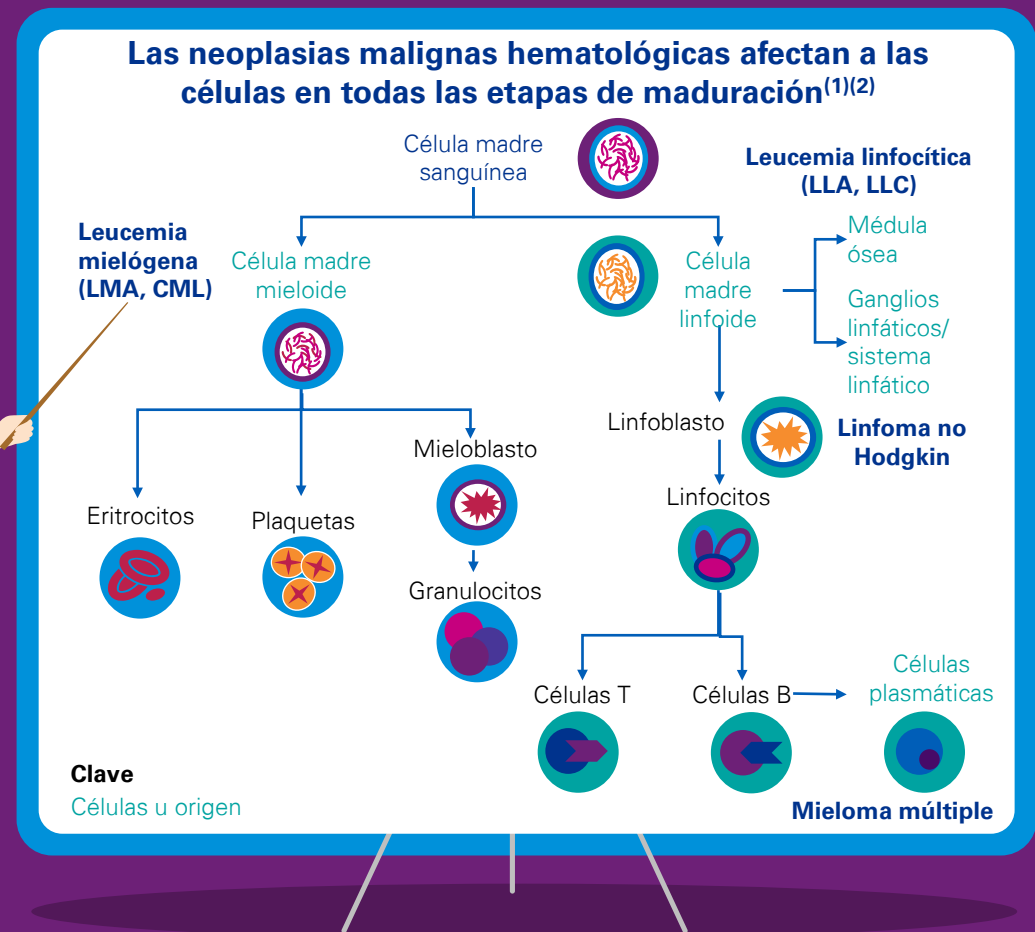 Las neoplasias malignas hematológicas afectan a las
células en todas las etapas de maduración(1)(2)
Célula madre
sanguínea
Leucemia linfocítica
(LLA, LLC)
Leucemia
mielógena
(LMA, CML)
Célula madre
mieloide
Célula
madre
linfoide
Médula
ósea
Ganglios
linfáticos/
sistema
linfático
Linfoblasto
Linfoma no
Hodgkin
Mieloblasto
Linfocitos
Eritrocitos
Plaquetas
Granulocitos
Células T
Células B
Células
plasmáticas
Clave
Células u origen
Mieloma múltiple